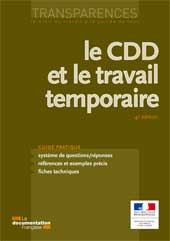 TRANSPARENCES
le CDD
et le travail
temporaire
4e édition
GUIDE PRATIQUE
système de questions/réponses
références et exemples précis
fiches techniques
La documentation
Française